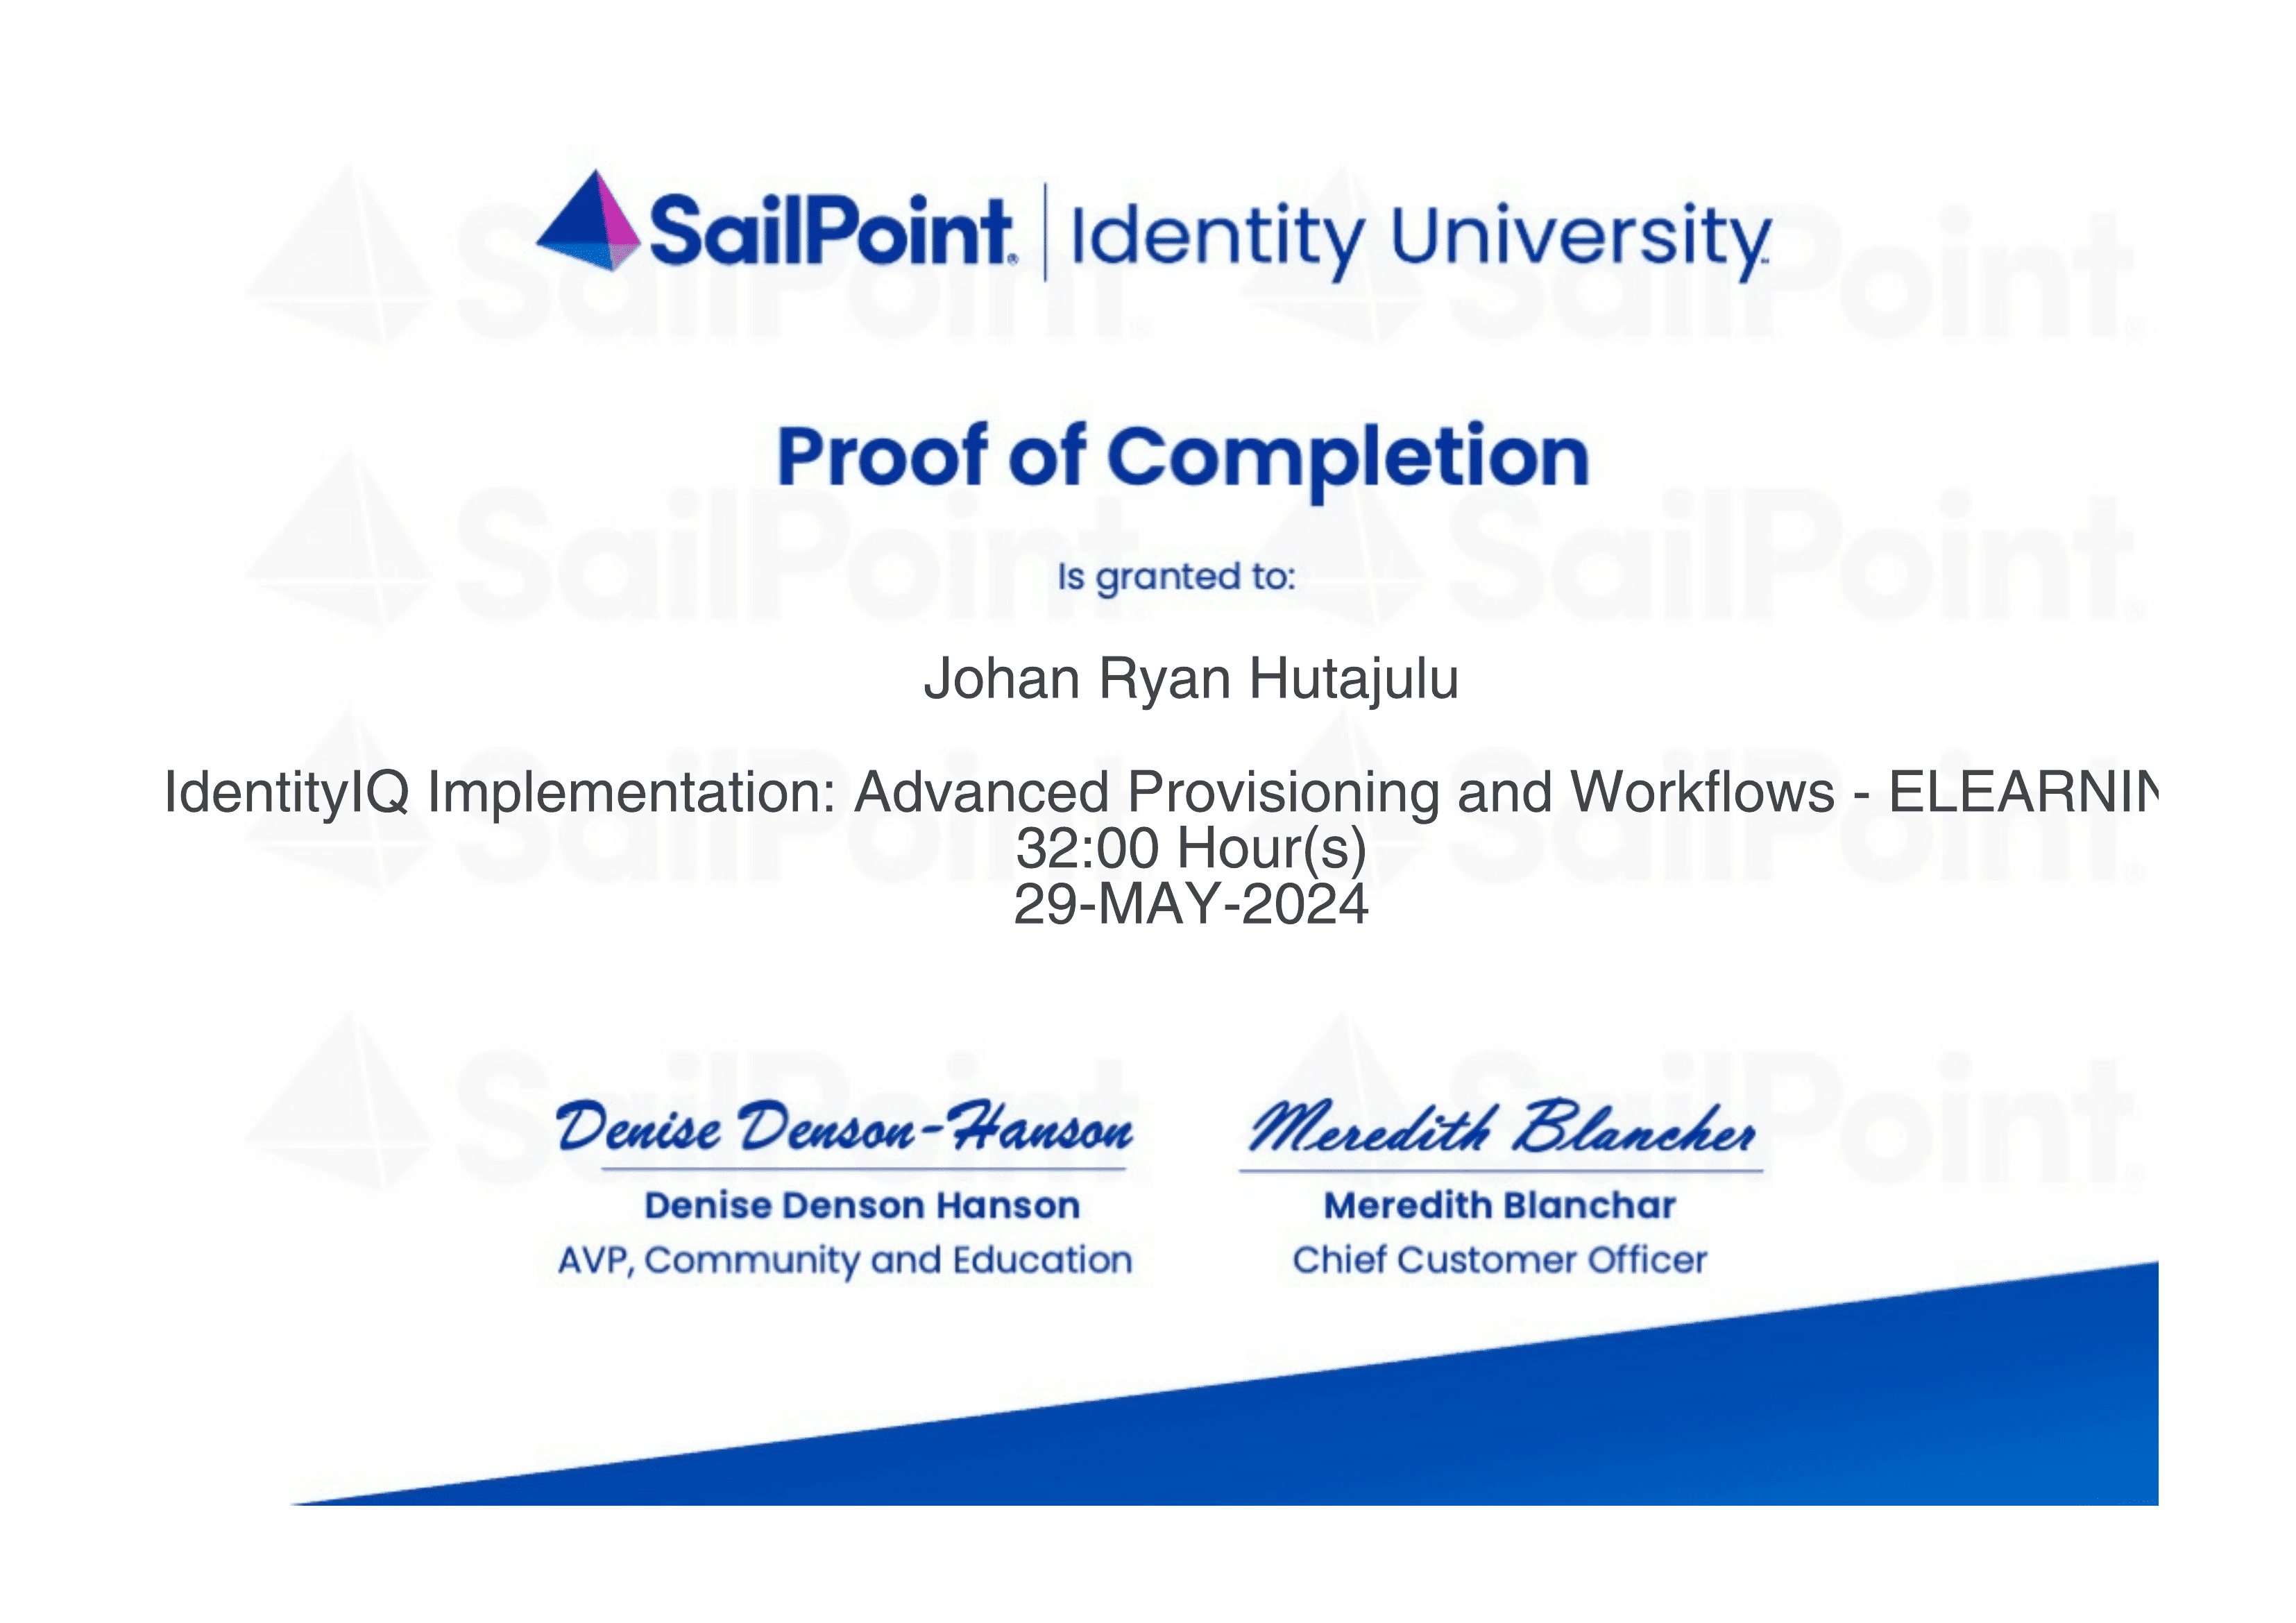 SailPoint® | Identity University
Proof of Completion
Is granted to:
Johan Ryan Hutajulu
IdentityIQ Implementation: Advanced Provisioning and Workflows - ELEARNIN
32:00 Hour(s)
29-MAY-2024
Denise Denson-Hanson
Meredith Blancher
Denise Denson Hanson
Meredith Blanchar
AVP, Community and Education
Chief Customer Officer